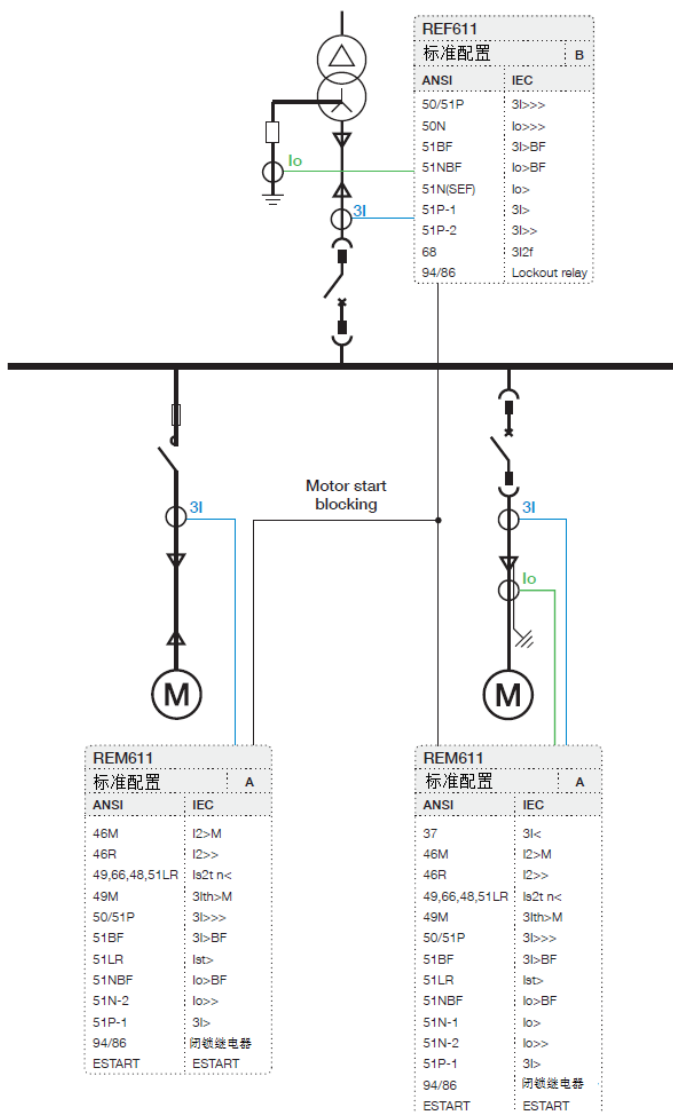 REF611
标准配置 B
ANSI IEC
50/51P 3I>>>
50N Io>>>
51BF 3I>BF
51NBF Io>BF
51N(SEF) Io>
51P-1 3I>
51P-2 3I>>
68 3I2f
94/86 Lockout relay
Io
3I
Motor start
blocking
3I
3I
Io
M
M
REM611
标准配置 A
ANSI IEC
46M I2>M
46R I2>>
49,66,48,51LR Is2t n<
49M 3Ith>M
50/51P 3I>>>
51BF 3I>BF
51LR Ist>
51NBF Io>BF
51N-2 Io>>
51P-1 3I>
94/86 闭锁继电器
ESTART ESTART
REM611
标准配置 A
ANSI IEC
37 3I<
46M I2>M
46R I2>>
49,66,48,51LR Is2t n<
49M 3Ith>M
50/51P 3I>>>
51BF 3I>BF
51LR Ist>
51NBF Io>BF
51N-1 Io>
51N-2 Io>>
51P-1 3I>
94/86 闭锁继电器
ESTART ESTART